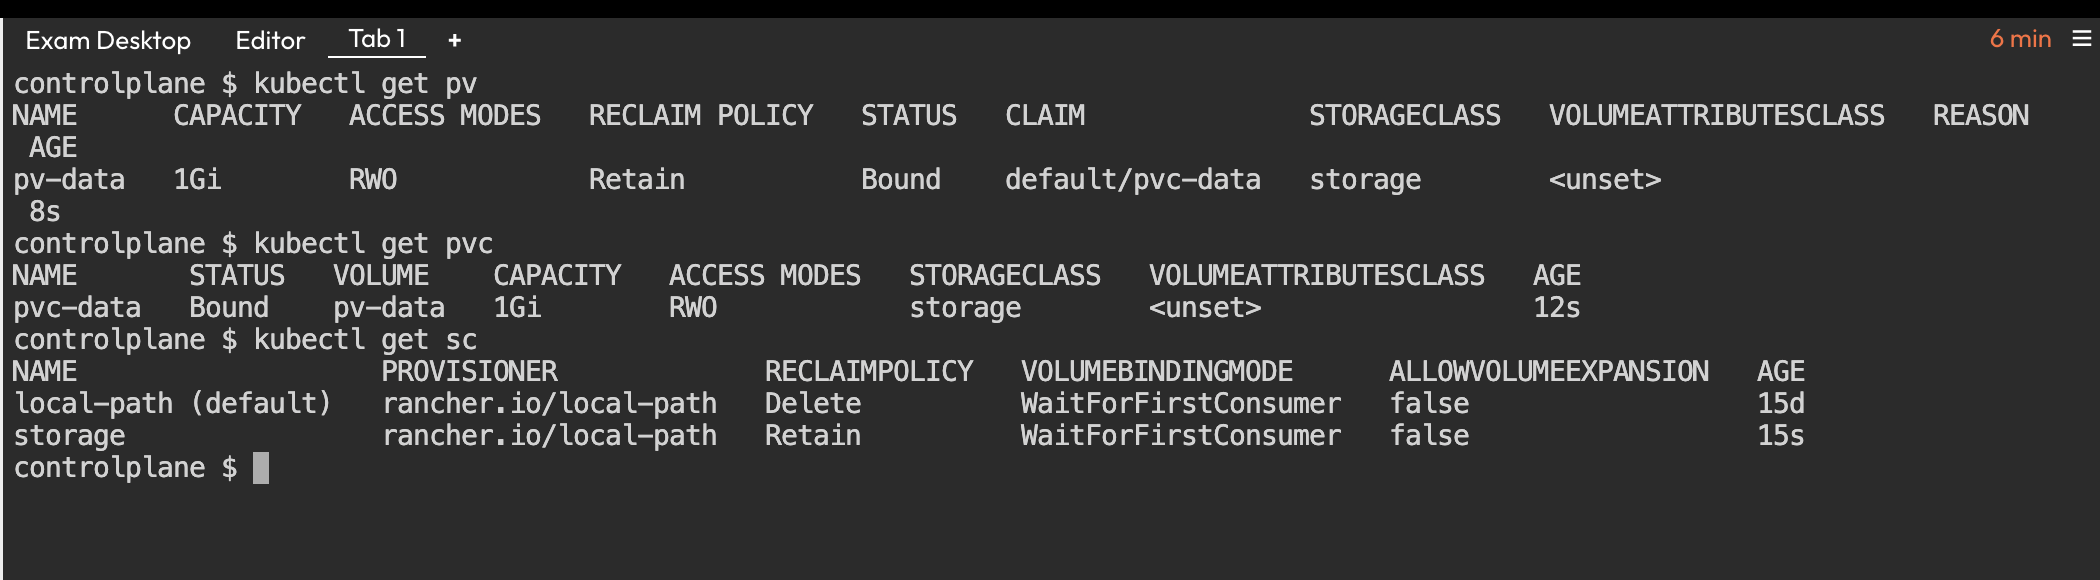 Exam Desktop Editor Tab 1 + 6 min
controlplane $ kubectl get pv
NAME CAPACITY ACCESS MODES RECLAIM POLICY STATUS CLAIM STORAGECLASS VOLUMEATTRIBUTESCLASS REASON
AGE
pv-data 1Gi RWO Retain Bound default/pvc-data storage <unset>
8s
controlplane $ kubectl get pvc
NAME STATUS VOLUME CAPACITY ACCESS MODES STORAGECLASS VOLUMEATTRIBUTESCLASS AGE
pvc-data Bound pv-data 1Gi RWO storage <unset> 12s
controlplane $ kubectl get sc
NAME PROVISIONER RECLAIMPOLICY VOLUMEBINDINGMODE ALLOWVOLUMEEXPANSION AGE
local-path (default) rancher.io/local-path Delete WaitForFirstConsumer false 15d
storage rancher.io/local-path Retain WaitForFirstConsumer false 15s
controlplane $